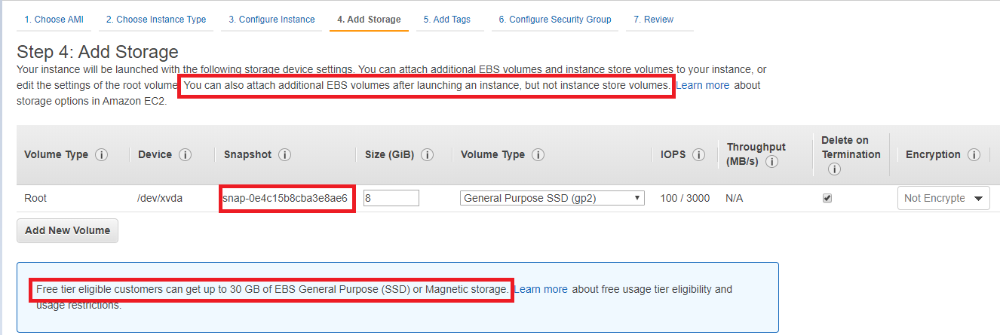 1. Choose AMI 2. Choose Instance Type 3. Configure Instance 4. Add Storage 5. Add Tags 6. Configure Security Group 7. Review
Step 4: Add Storage
Your instance will be launched with the following storage device settings. You can attach additional EBS volumes and instance store volumes to your instance, or
edit the settings of the root volume. You can also attach additional EBS volumes after launching an instance, but not instance store volumes. Learn more about
storage options in Amazon EC2.
Volume Type i Device i Snapshot i Size (GiB) i Volume Type i IOPS i Throughput (MB/s) i Delete on Termination i Encryption i
Root /dev/xvda snap-0e4c15b8cba3e8ae6 8 General Purpose SSD (gp2) 100 / 3000 N/A Not Encrypte
Add New Volume
Free tier eligible customers can get up to 30 GB of EBS General Purpose (SSD) or Magnetic storage. Learn more about free usage tier eligibility and
usage restrictions.